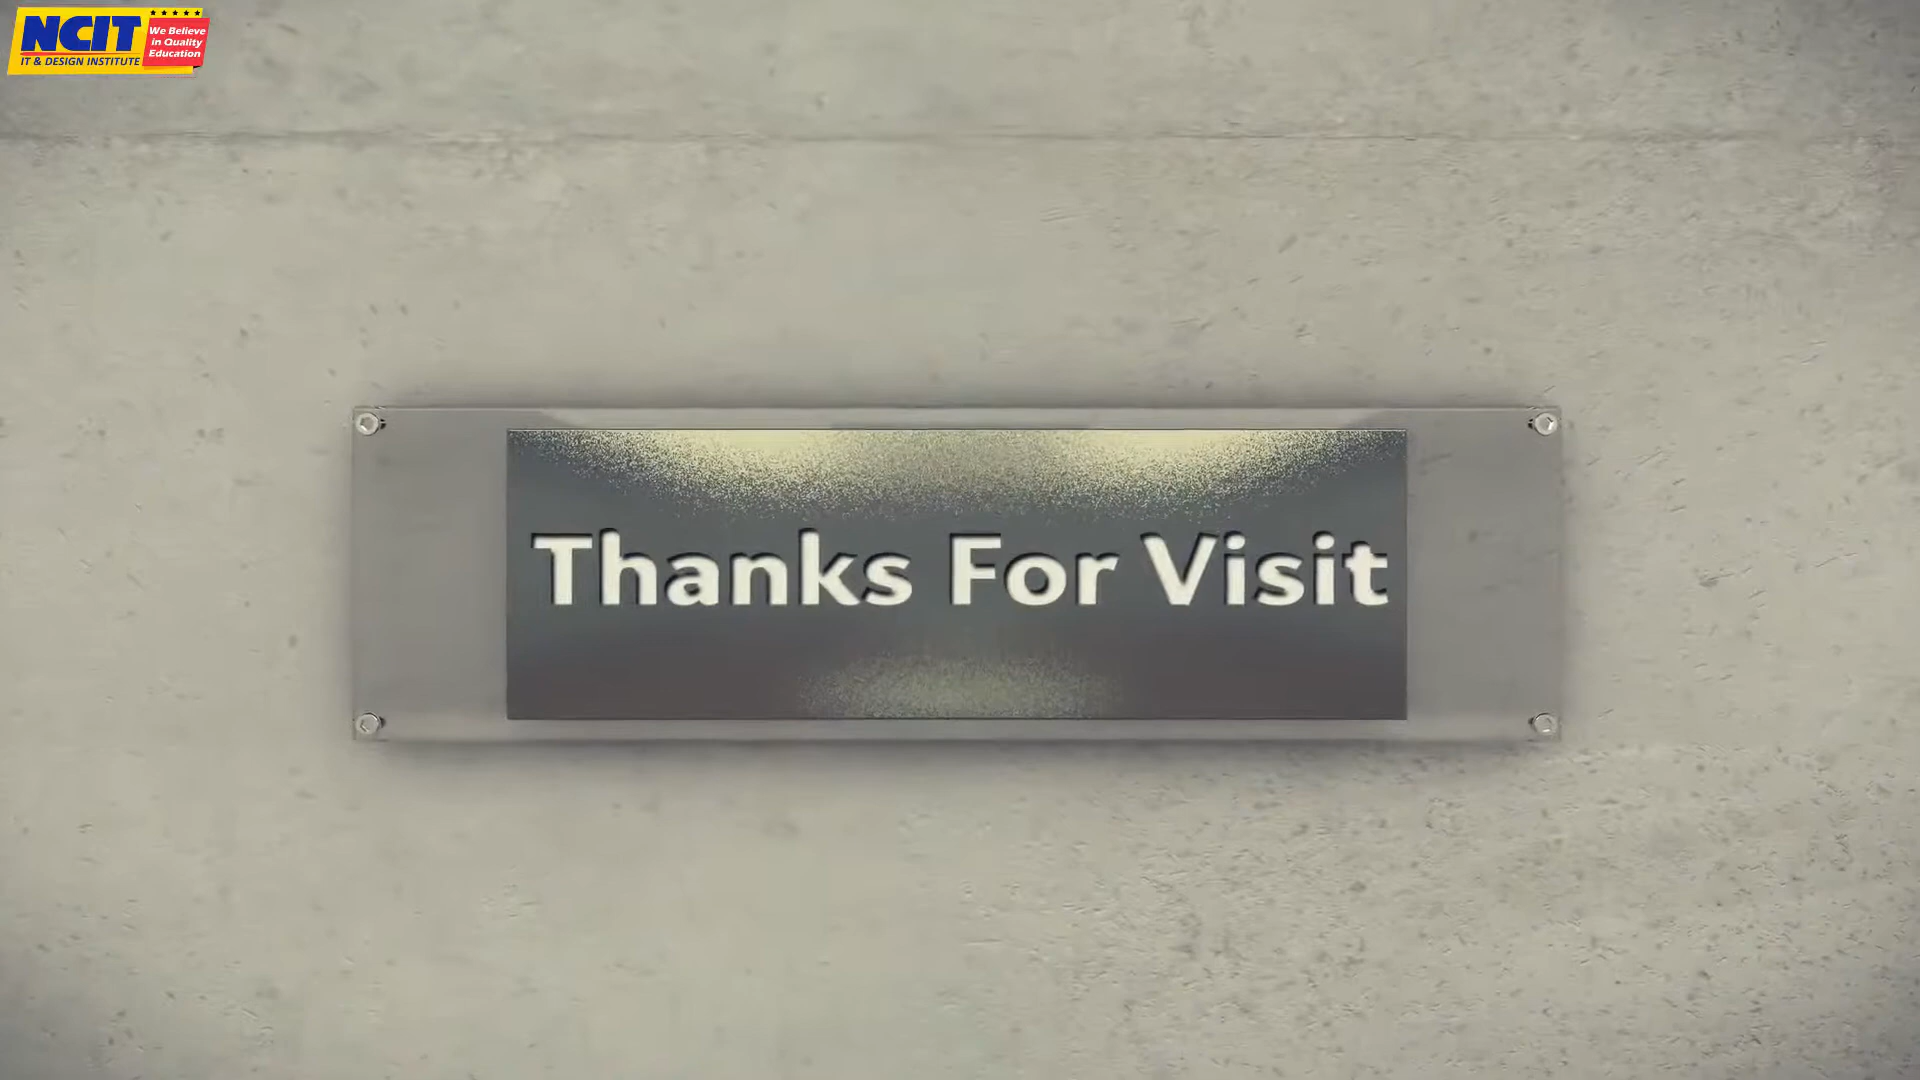 NCIT
IT & DESIGN INSTITUTE
We Believe
in Quality
Education
Thanks For Visit